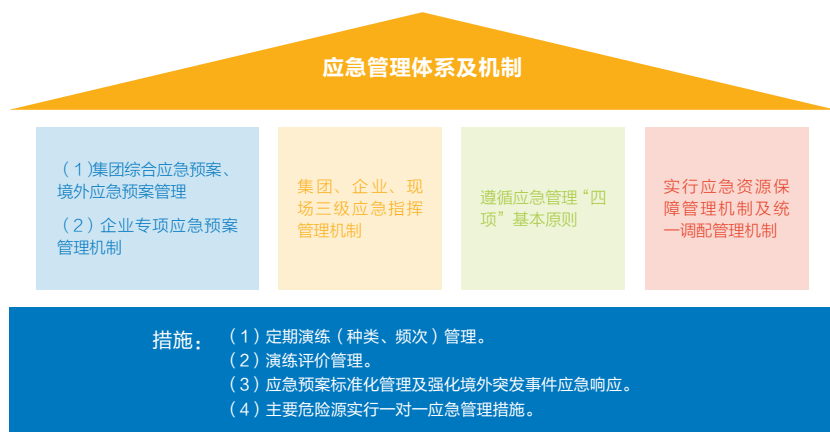 应急管理体系及机制
（1)集团综合应急预案、
境外应急预案管理
（2）企业专项应急预案
管理机制
集团、企业、现
场三级应急指挥
管理机制
遵循应急管理“四
项”基本原则
实行应急资源保
障管理机制及统
一调配管理机制
措施：
（1）定期演练（种类、频次）管理。
（2）演练评价管理。
（3）应急预案标准化管理及强化境外突发事件应急响应。
（4）主要危险源实行一对一应急管理措施。